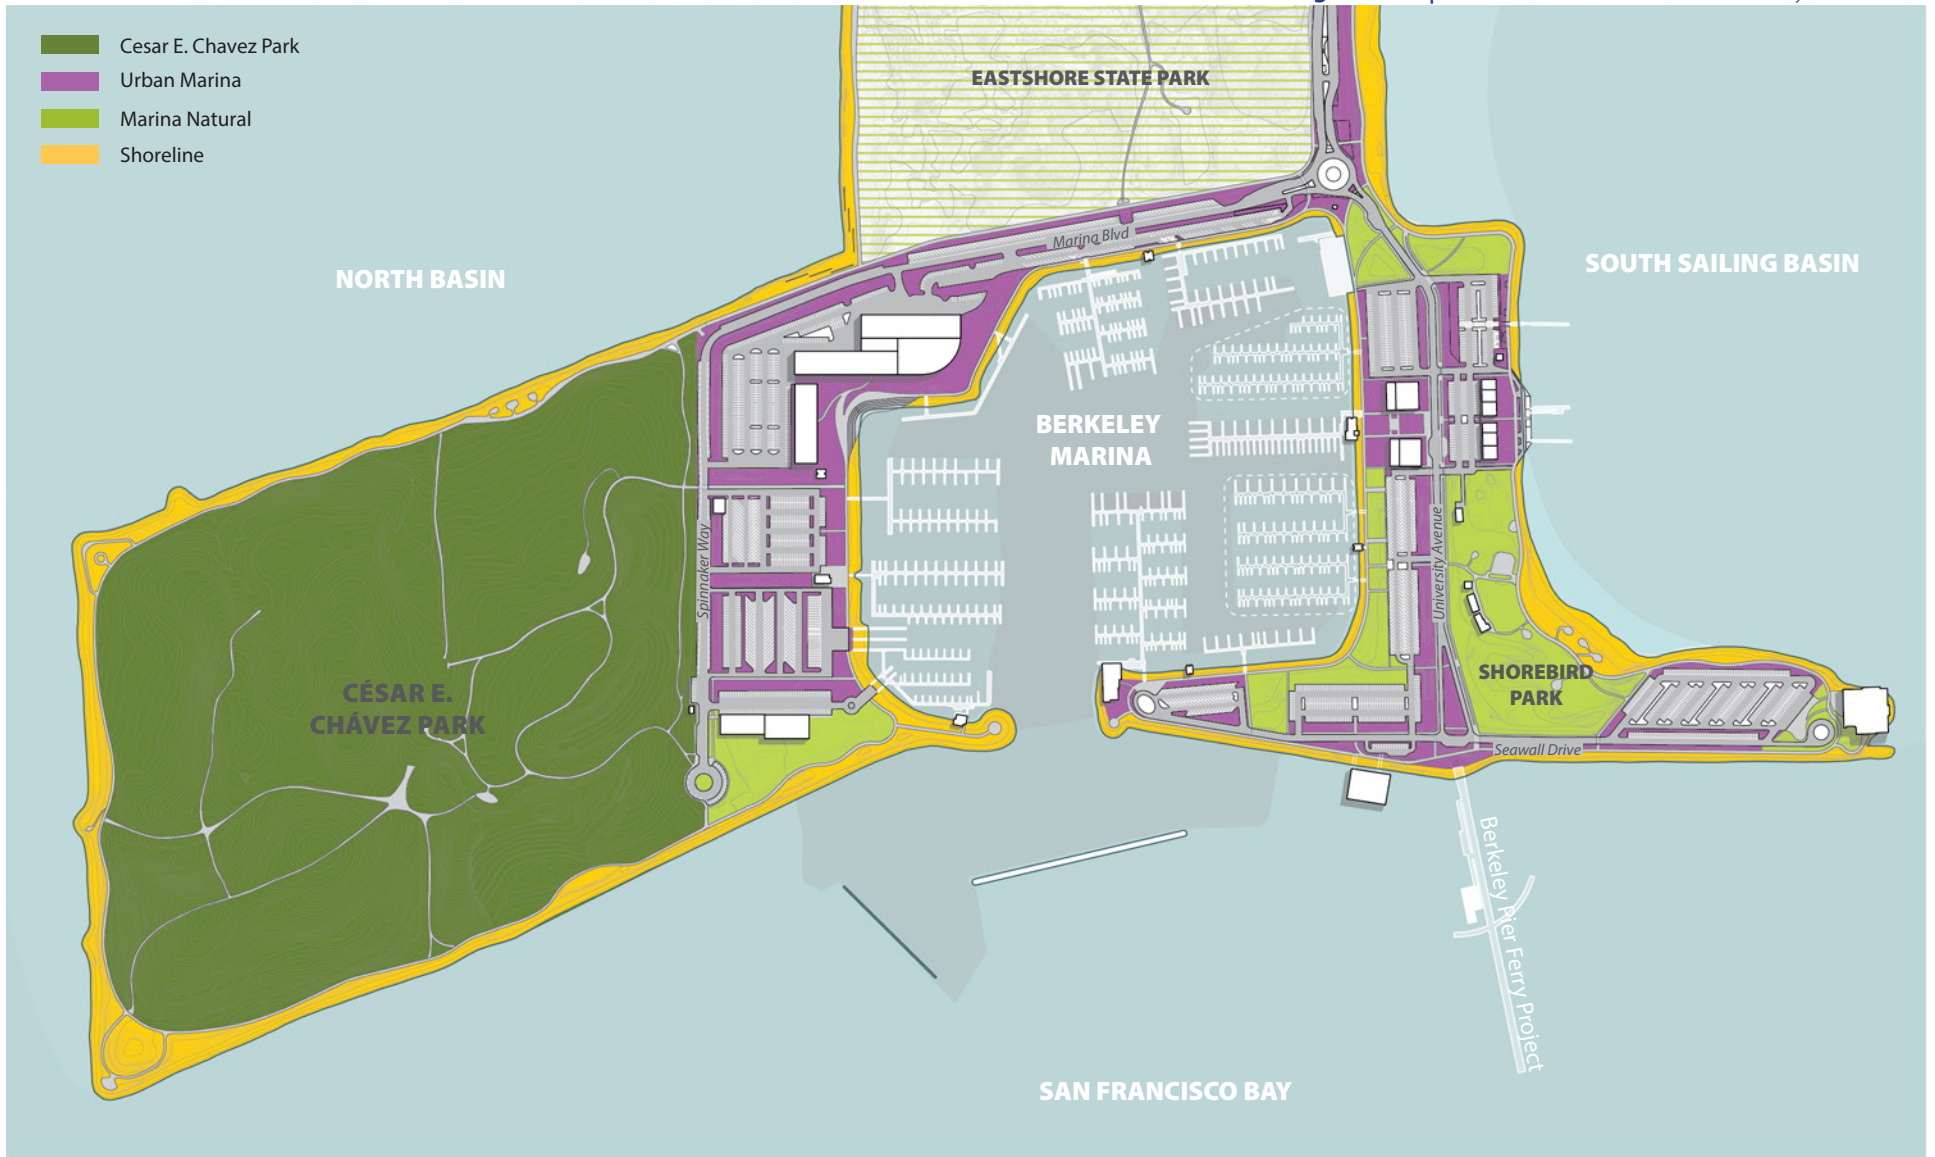 Cesar E. Chavez Park
Urban Marina
Marina Natural
Shoreline
EASTSHORE STATE PARK
Marina Blvd
NORTH BASIN
SOUTH SAILING BASIN
BERKELEY
MARINA
Spinnaker Way
University Avenue
CÉSAR E.
CHÁVEZ PARK
SHOREBIRD
PARK
Seawall Drive
Berkeley Pier Ferry Project
SAN FRANCISCO BAY